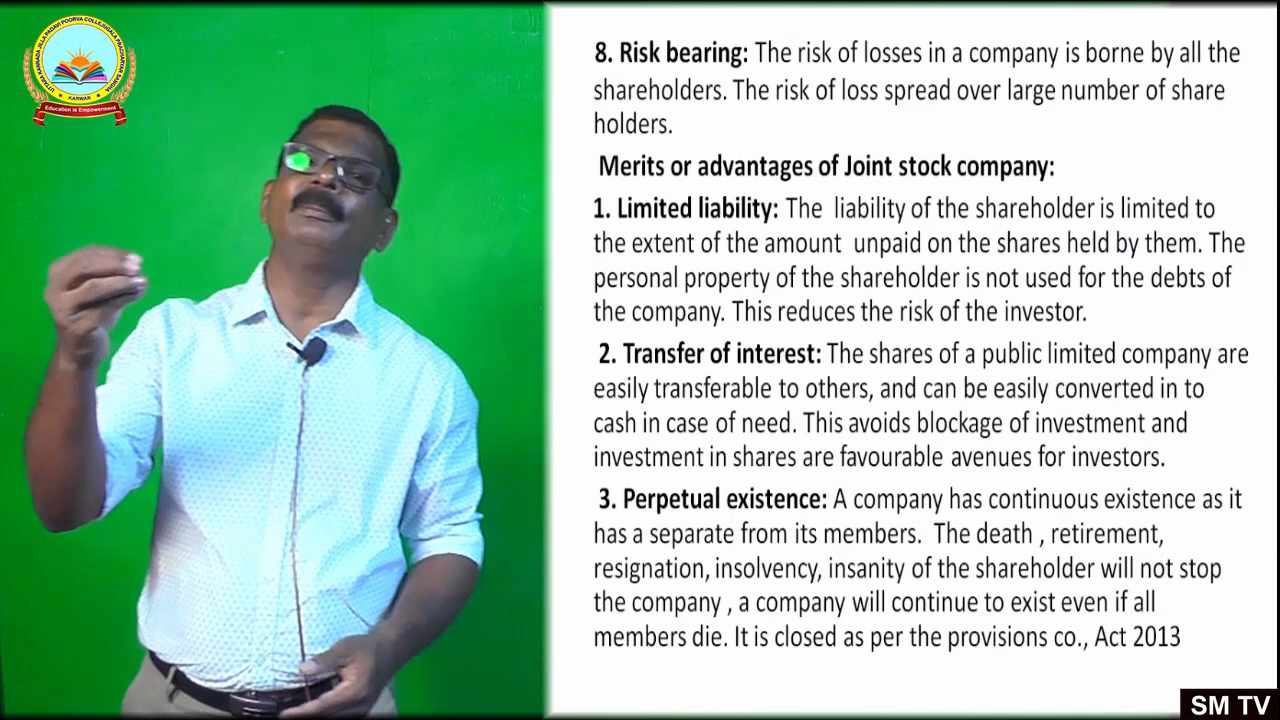 UTTARA KANNADA JILLA PADAVI POORVA COLLEJUGALA PRACHARYAR SANGHA
KARWAR
Education is Empowerment
8. Risk bearing: The risk of losses in a company is borne by all the
shareholders. The risk of loss spread over large number of share
holders.
Merits or advantages of Joint stock company:
1. Limited liability: The liability of the shareholder is limited to
the extent of the amount unpaid on the shares held by them. The
personal property of the shareholder is not used for the debts of
the company. This reduces the risk of the investor.
2. Transfer of interest: The shares of a public limited company are
easily transferable to others, and can be easily converted in to
cash in case of need. This avoids blockage of investment and
investment in shares are favourable avenues for investors.
3. Perpetual existence: A company has continuous existence as it
has a separate from its members. The death , retirement,
resignation, insolvency, insanity of the shareholder will not stop
the company , a company will continue to exist even if all
members die. It is closed as per the provisions co., Act 2013
SM TV